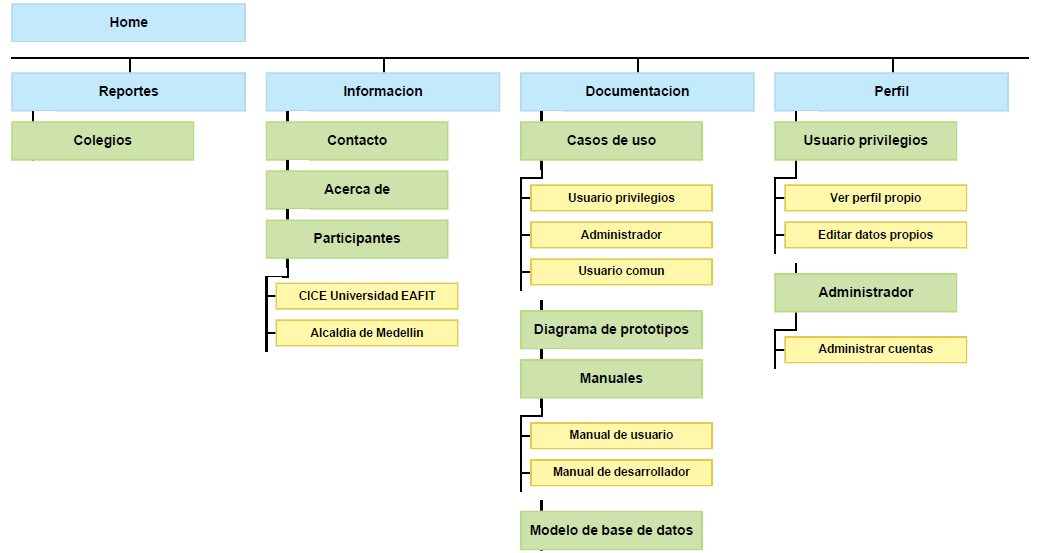 Home
Reportes
Colegios
Informacion
Contacto
Acerca de
Participantes
CICE Universidad EAFIT
Alcaldia de Medellin
Documentacion
Casos de uso
Usuario privilegios
Administrador
Usuario comun
Diagrama de prototipos
Manuales
Manual de usuario
Manual de desarrollador
Modelo de base de datos
Perfil
Usuario privilegios
Ver perfil propio
Editar datos propios
Administrador
Administrar cuentas